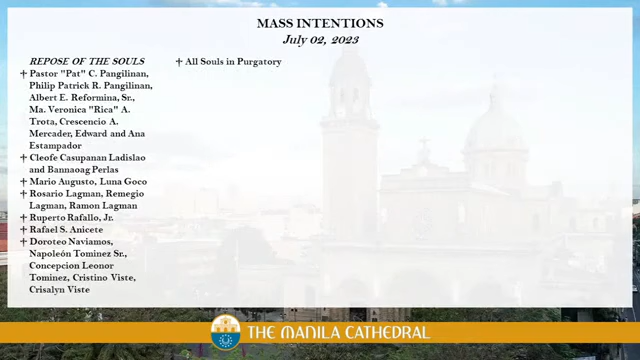 MASS INTENTIONS
July 02, 2023
REPOSE OF THE SOULS
✝ Pastor "Pat" C. Pangilinan,
Philip Patrick R. Pangilinan,
Albert E. Reformina, Sr.,
Ma. Veronica "Rica" A.
Trota, Crescencio A.
Mercader, Edward and Ana
Estampador
✝ Cleofe Casupanan Ladislao
and Bannaoag Perlas
✝ Mario Augusto, Luna Goco
✝ Rosario Lagman, Remegio
Lagman, Ramon Lagman
✝ Ruperto Rafallo, Jr.
✝ Rafael S. Anicete
✝ Doroteo Naviamos,
Napoleón Tominez Sr.,
Concepcion Leonor
Tominez, Cristino Viste,
Crisalyn Viste
✝ All Souls in Purgatory
THE MANILA CATHEDRAL